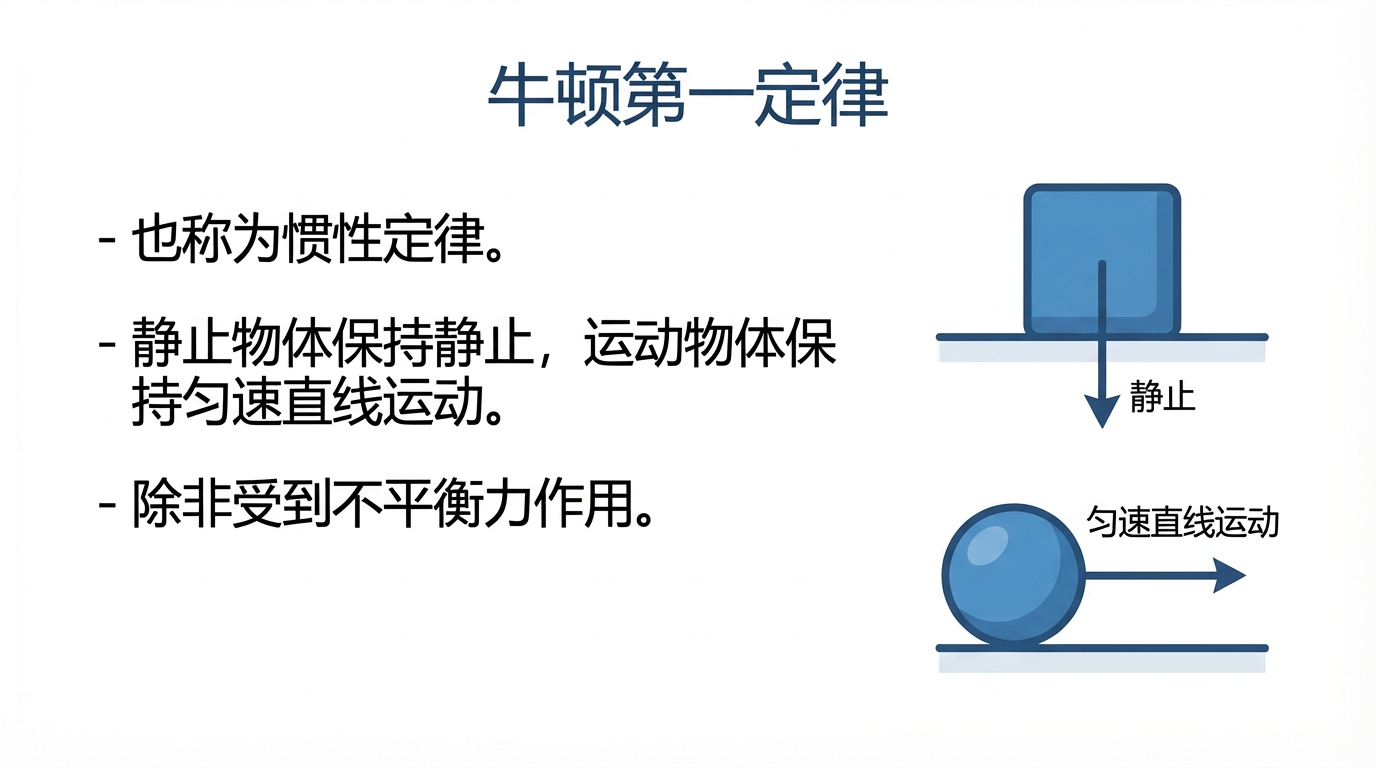 牛顿第一定律
- 也称为惯性定律。
- 静止物体保持静止，运动物体保
持匀速直线运动。
- 除非受到不平衡力作用。
静止
匀速直线运动